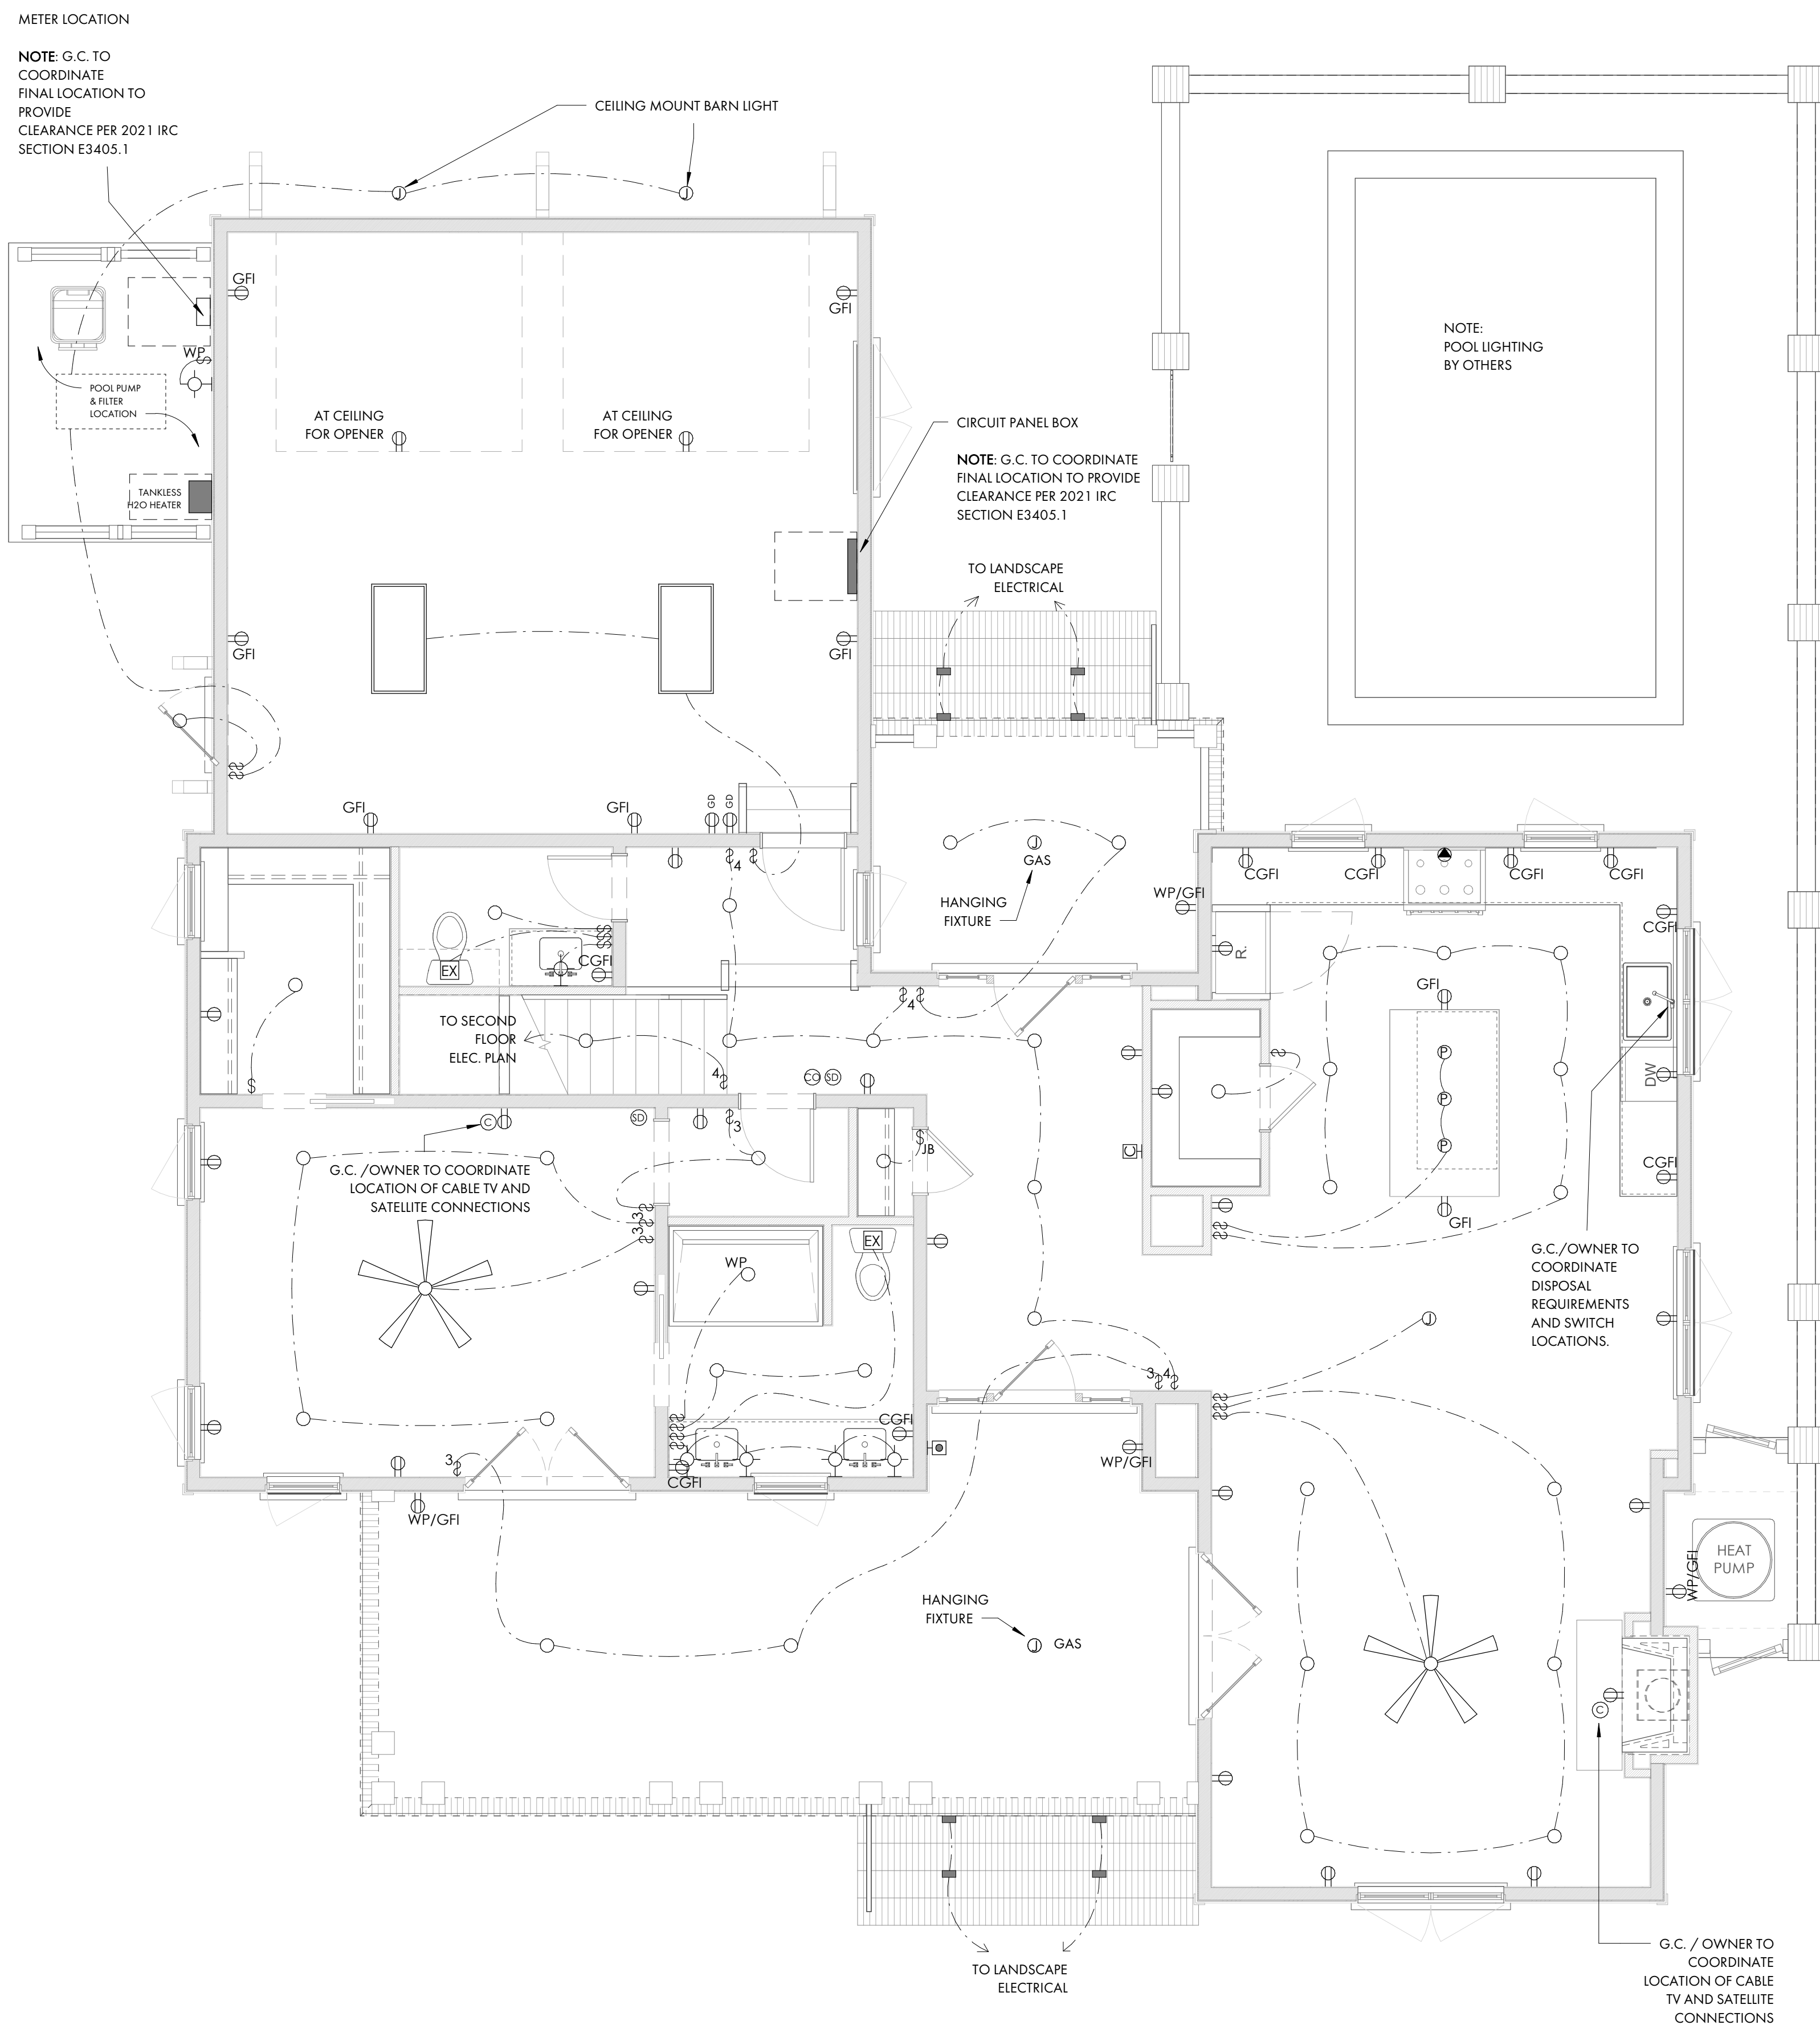 METER LOCATION
NOTE: G.C. TO
COORDINATE
FINAL LOCATION TO
PROVIDE
CLEARANCE PER 2021 IRC
SECTION E3405.1
CEILING MOUNT BARN LIGHT
J
J
GFI
GFI
WP
POOL PUMP
& FILTER
LOCATION
TANKLESS
H2O HEATER
AT CEILING
FOR OPENER
AT CEILING
FOR OPENER
NOTE:
POOL LIGHTING
BY OTHERS
CIRCUIT PANEL BOX
NOTE: G.C. TO COORDINATE
FINAL LOCATION TO PROVIDE
CLEARANCE PER 2021 IRC
SECTION E3405.1
TO LANDSCAPE
ELECTRICAL
GFI
GFI
GFI
GFI
GD
GD
4
J
GAS
HANGING
FIXTURE
WP/GFI
CGFI
CGFI
CGFI
CGFI
CGFI
R.
EX
CGFI
4
GFI
TO SECOND
FLOOR
ELEC. PLAN
4
CO
SD
P
P
P
DW
C
SD
3
JB
C
CGFI
G.C. /OWNER TO COORDINATE
LOCATION OF CABLE TV AND
SATELLITE CONNECTIONS
3
3
GFI
EX
WP
G.C./OWNER TO
COORDINATE
DISPOSAL
REQUIREMENTS
AND SWITCH
LOCATIONS.
J
3
4
CGFI
WP/GFI
3
CGFI
WP/GFI
HEAT
PUMP
WP/GFI
HANGING
FIXTURE
J
GAS
C
TO LANDSCAPE
ELECTRICAL
G.C. / OWNER TO
COORDINATE
LOCATION OF CABLE
TV AND SATELLITE
CONNECTIONS